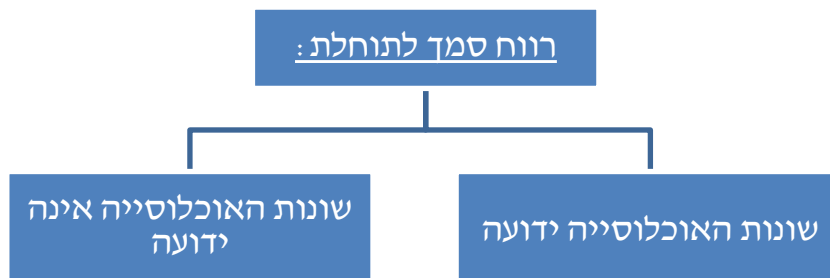 רווח סמך לתוחלת:
שונות האוכלוסייה ידועה
שונות האוכלוסייה אינה
ידועה